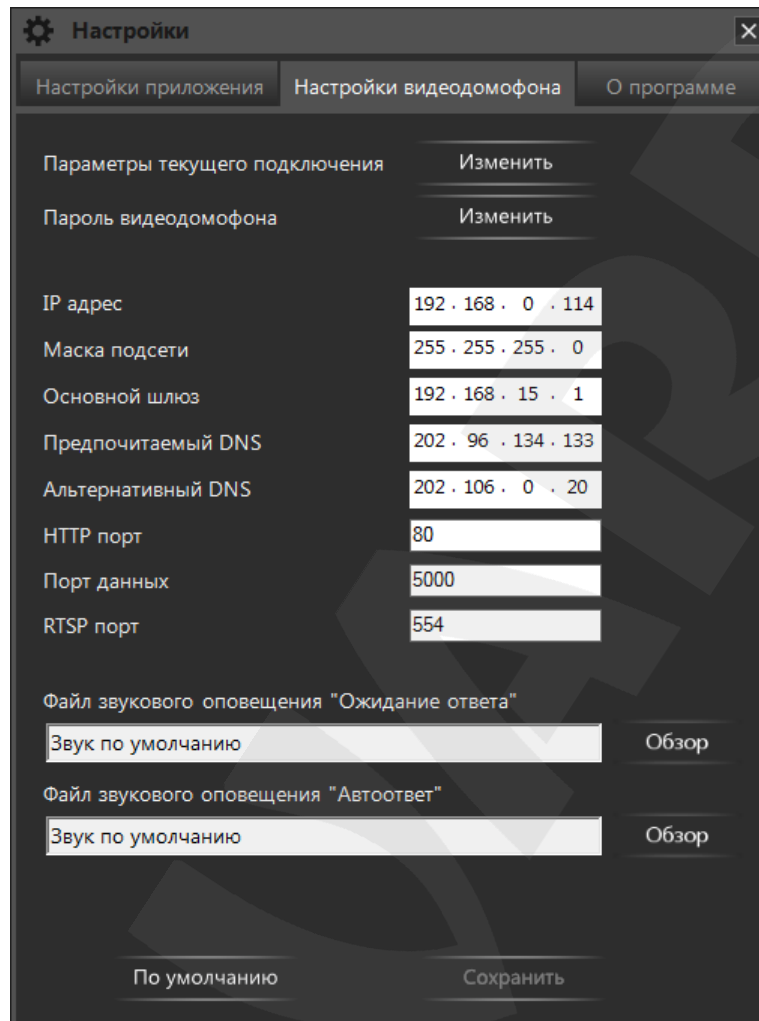 Настройки
Настройки приложения Настройки видеодомофона О программе
Параметры текущего подключения Изменить
Пароль видеодомофона Изменить
IP адрес 192 . 168 . 0 . 114
Маска подсети 255 . 255 . 255 . 0
Основной шлюз 192 . 168 . 15 . 1
Предпочитаемый DNS 202 . 96 . 134 . 133
Альтернативный DNS 202 . 106 . 0 . 20
HTTP порт 80
Порт данных 5000
RTSP порт 554
Файл звукового оповещения "Ожидание ответа"
Звук по умолчанию Обзор
Файл звукового оповещения "Автоответ"
Звук по умолчанию Обзор
По умолчанию Сохранить